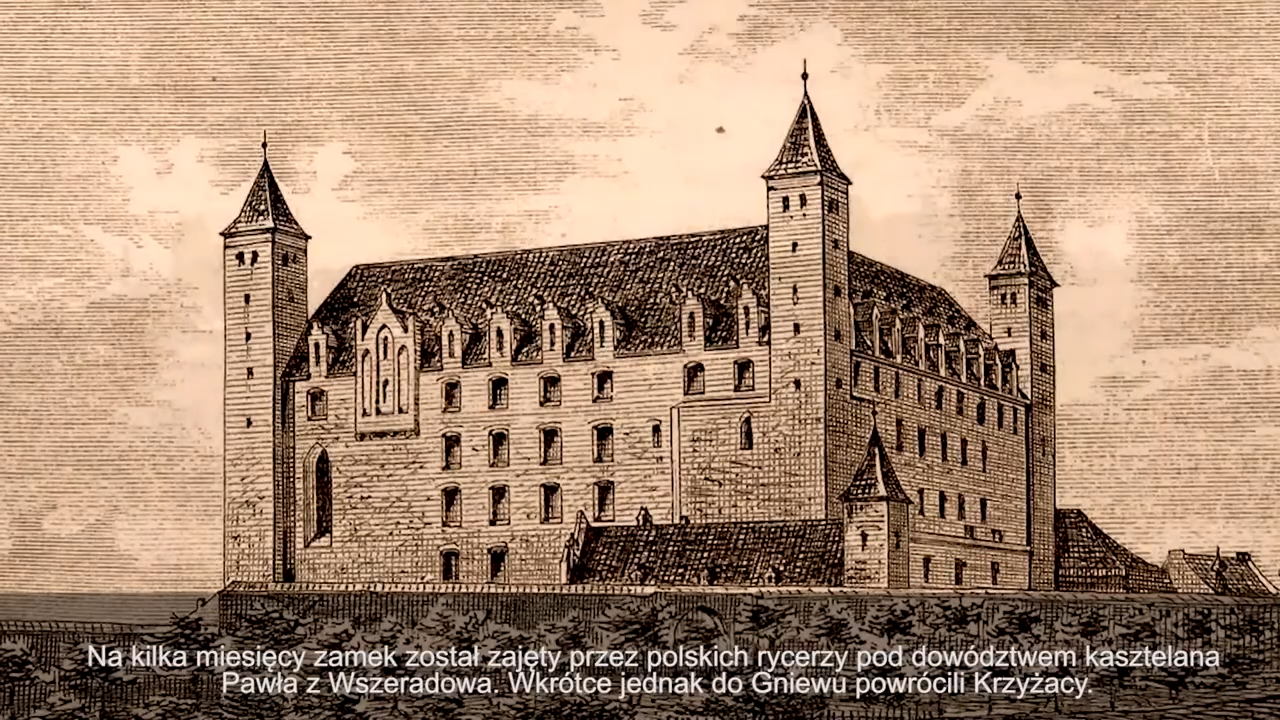 Na kilka miesięcy zamek został zajęty przez polskich rycerzy pod dowództwem kasztelana
Pawła z Wszeradowa. Wkrótce jednak do Gniewu powrócili Krzyżacy.